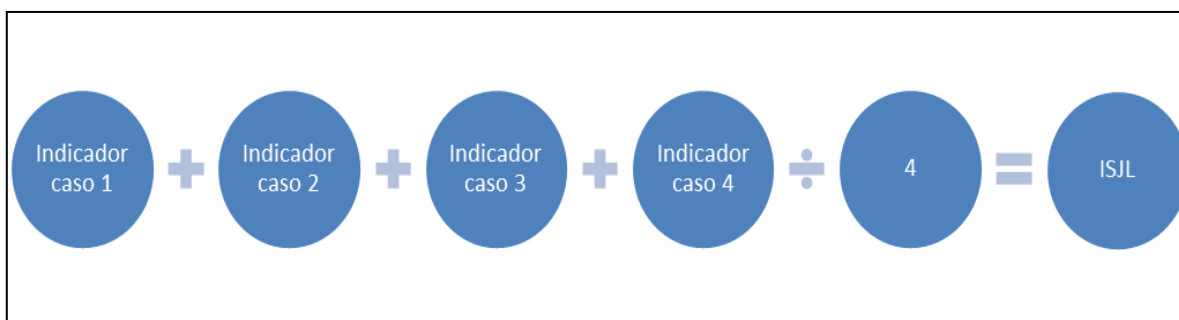 Indicador
caso 1
Indicador
caso 2
Indicador
caso 3
Indicador
caso 4
4
ISJL